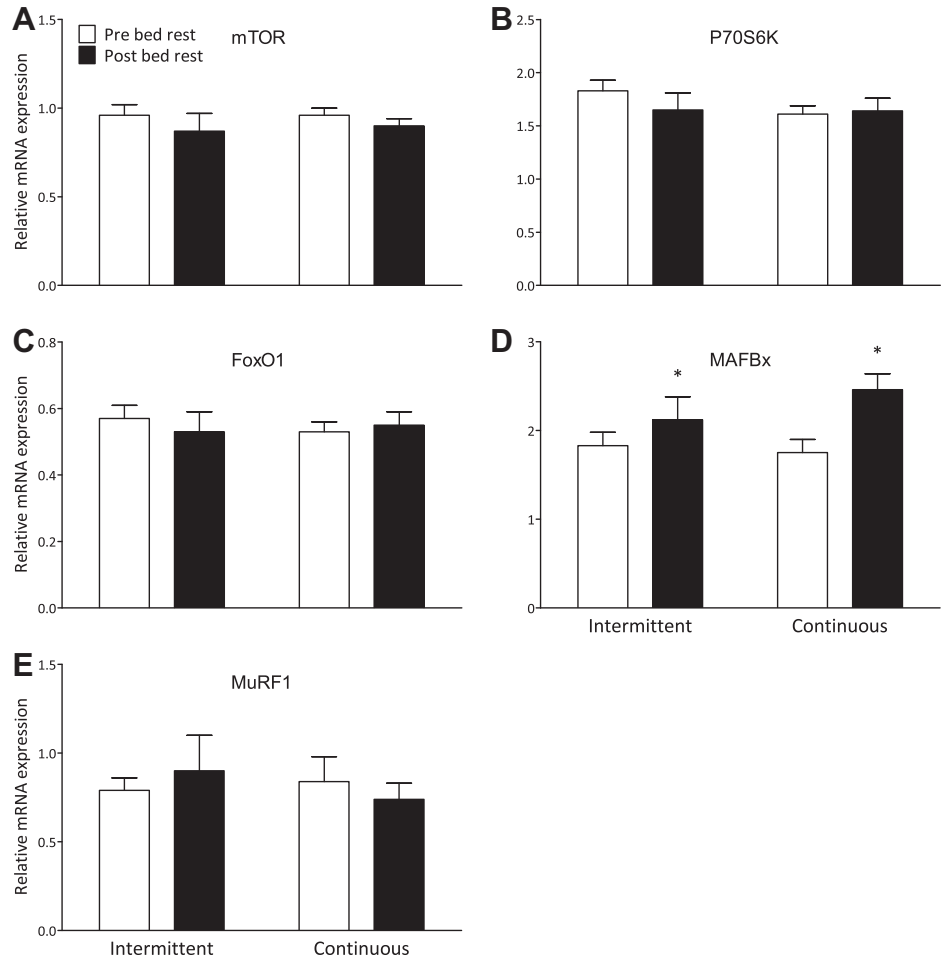 A
1.5
Pre bed rest
Post bed rest
mTOR
1.0
0.5
0.0
Relative mRNA expression
B
2.5
P70S6K
2.0
1.5
1.0
0.5
0.0
C
0.8
FoxO1
0.6
0.4
0.2
0.0
Relative mRNA expression
D
3
MAFBx
*
*
2
1
0
Intermittent
Continuous
E
1.5
MuRF1
1.0
0.5
0.0
Relative mRNA expression
Intermittent
Continuous